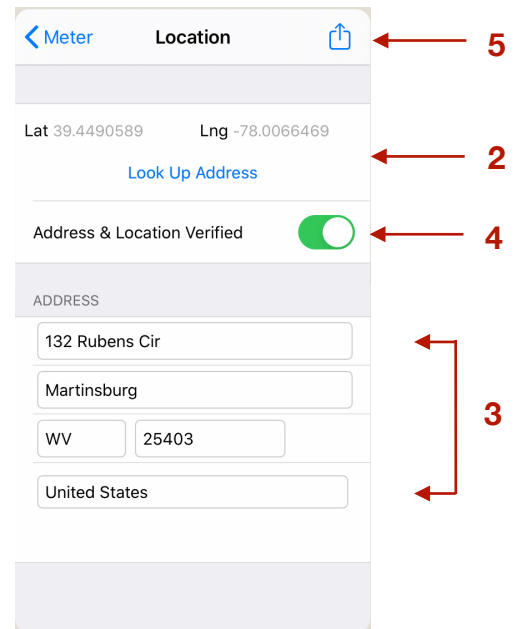 Meter Location 5
Lat 39.4490589 Lng -78.0066469
2
Look Up Address
Address & Location Verified 4
ADDRESS
132 Rubens Cir
Martinsburg
3
WV 25403
United States